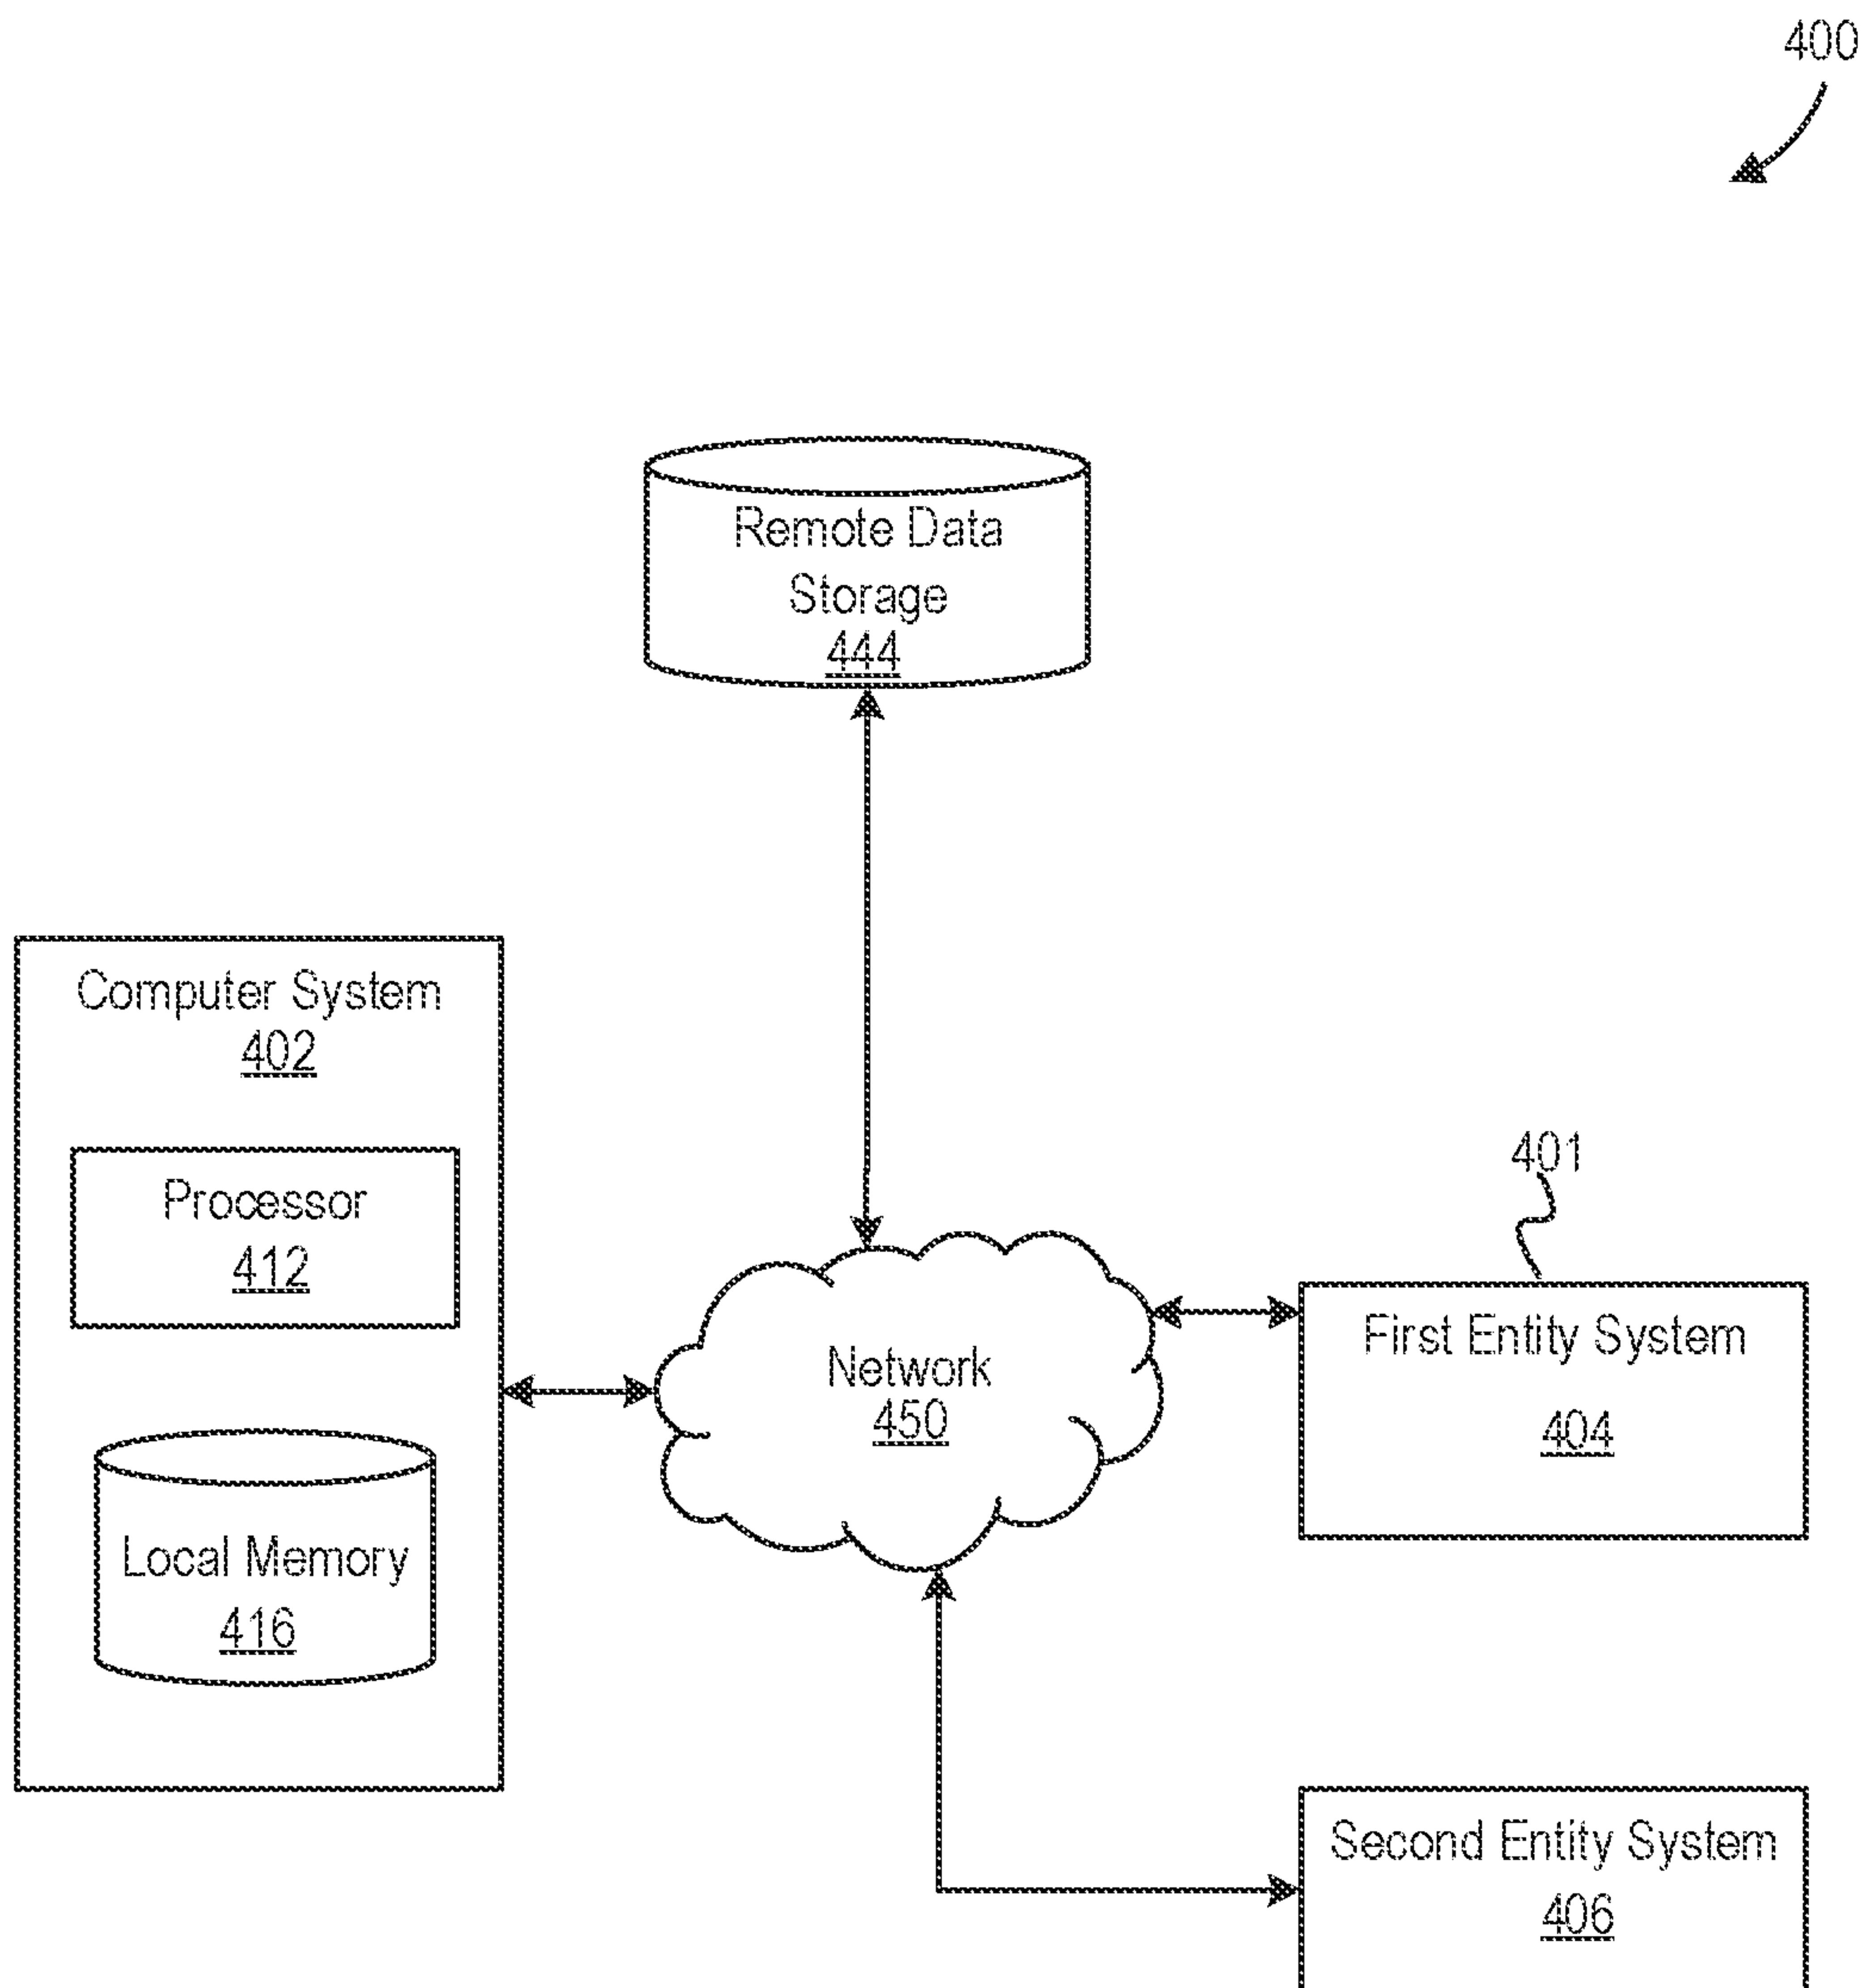 400
Remote Data
Storage
444
Computer System
402
Processor
412
Local Memory
416
Network
450
401
First Entity System
404
Second Entity System
406